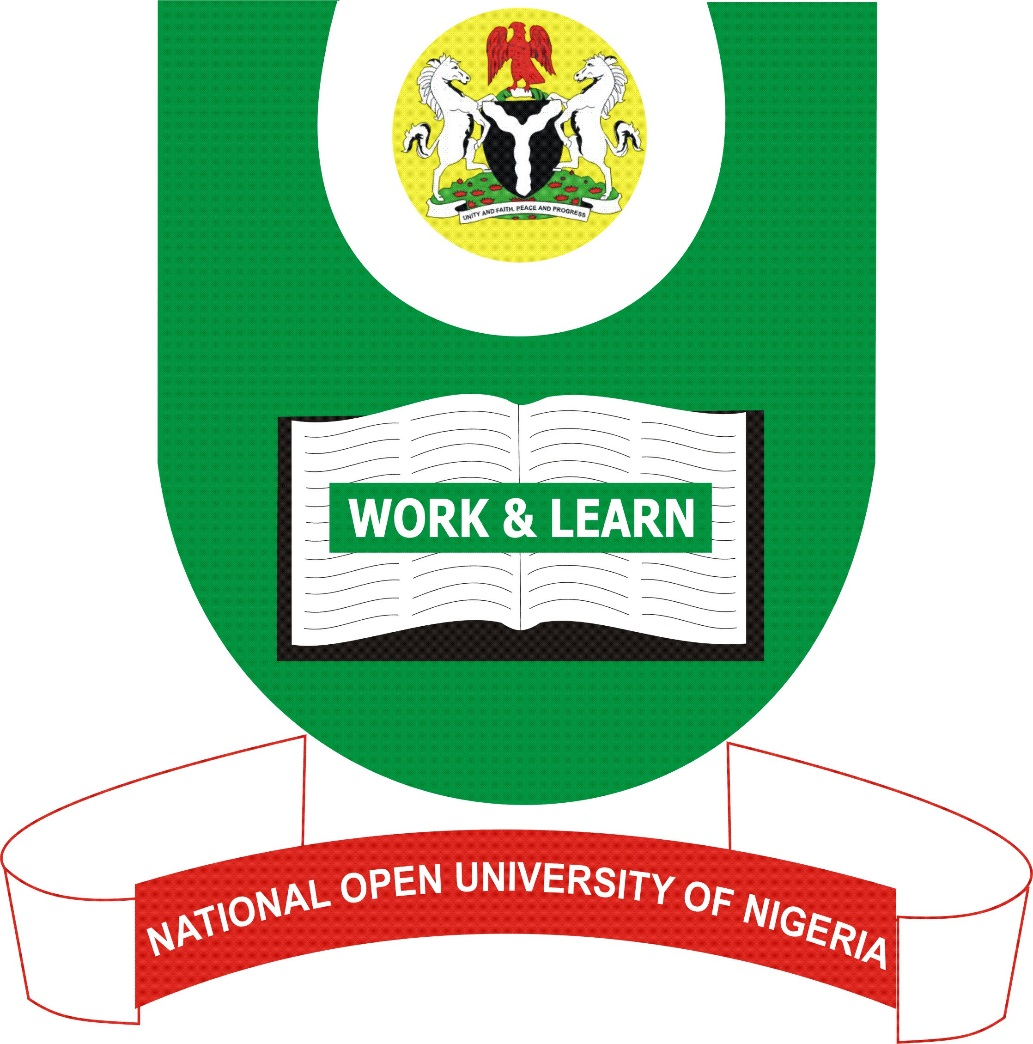 UNITY AND FAITH, PEACE AND PROGRESS
WORK & LEARN
NATIONAL OPEN UNIVERSITY OF NIGERIA